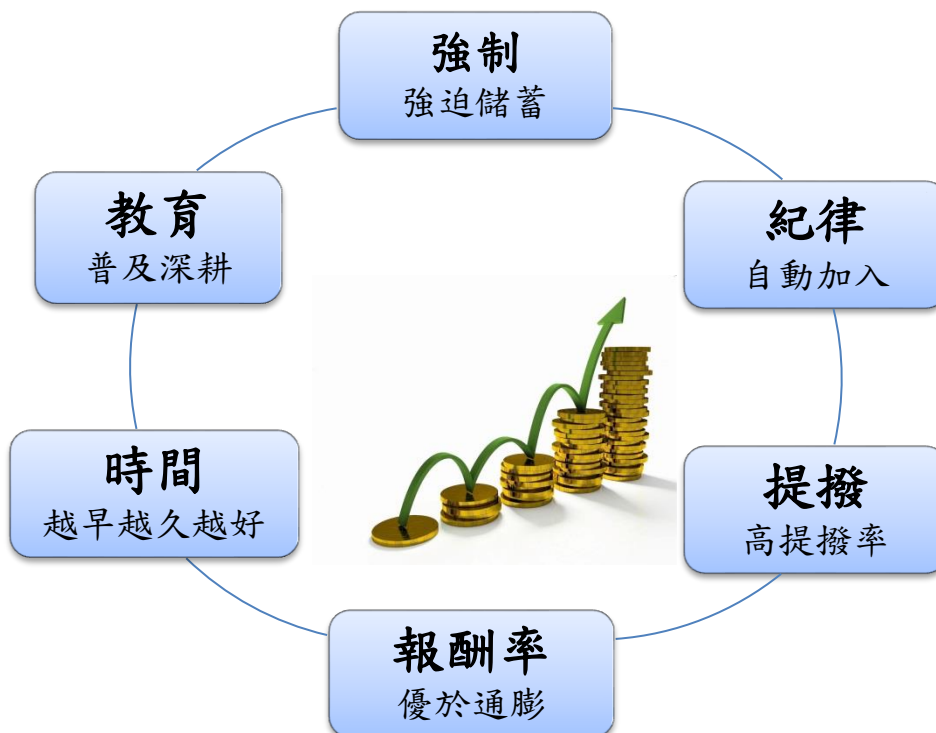 強制
強迫儲蓄
紀律
自動加入
提撥
高提撥率
報酬率
優於通膨
時間
越早越久越好
教育
普及深耕